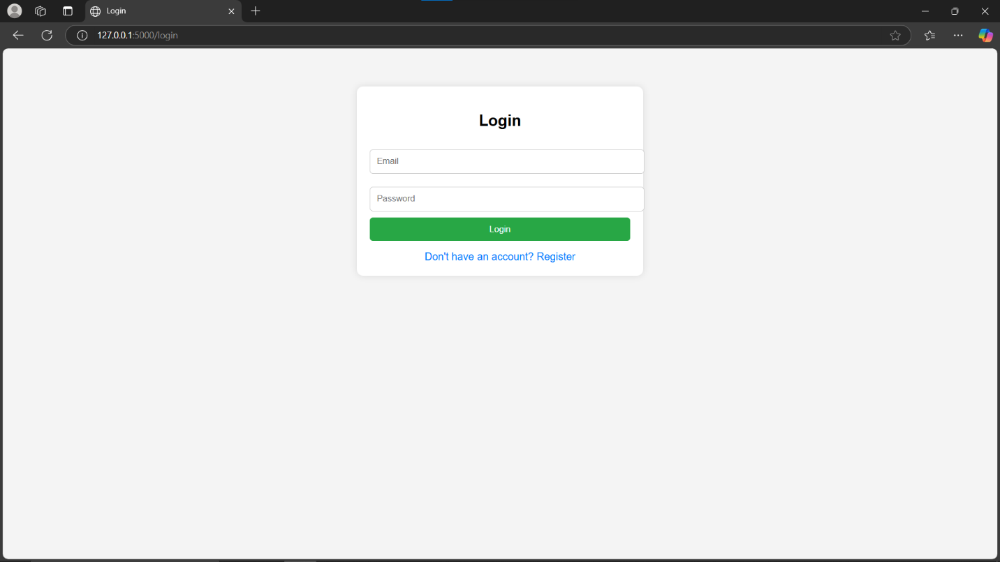 Login
127.0.0.1:5000/login
Login
Email
Password
Login
Don't have an account? Register